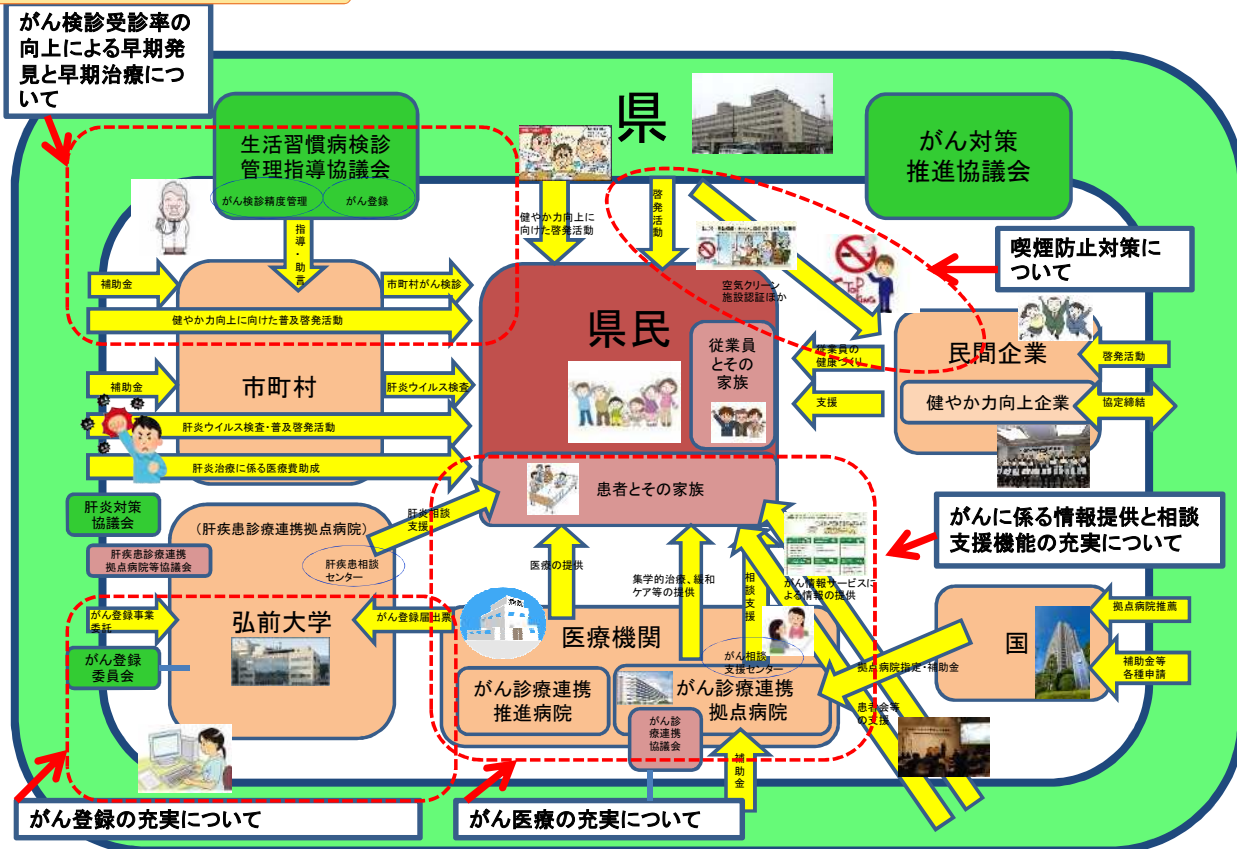 がん検診受診率の
向上による早期発
見と早期治療につ
いて
県
生活習慣病検診
管理指導協議会
がん検診精度管理
がん登録
がん対策
推進協議会
指導・助言
健やか力向上に
向けた啓発活動
啓発活動
空気クリーン
施設認証ほか
喫煙防止対策に
ついて
補助金
市町村がん検診
健やか力向上に向けた普及啓発活動
市町村
補助金
肝炎ウイルス検査
肝炎ウイルス検査・普及啓発活動
肝炎治療に係る医療費助成
県民
従業員
とその
家族
患者とその家族
従業員の
健康づくり
支援
民間企業
健やか力向上企業
啓発活動
協定締結
肝炎対策
協議会
肝疾患診療連携
拠点病院等協議会
(肝疾患診療連携拠点病院)
肝疾患相談
センター
肝炎相談
支援
弘前大学
がん登録事業
委託
がん登録届出票
がん登録
委員会
医療の提供
集学的治療、緩和
ケア等の提供
相談支援
がん情報サービスに
よる情報の提供
がんに係る情報提供と相談
支援機能の充実について
医療機関
がん相談
支援センター
がん診療連携
推進病院
がん診療連携
拠点病院
がん診
療連携
協議会
補助金
拠点病院指定・補助金
患者会等
の支援
国
拠点病院推薦
補助金等
各種申請
がん登録の充実について
がん医療の充実について